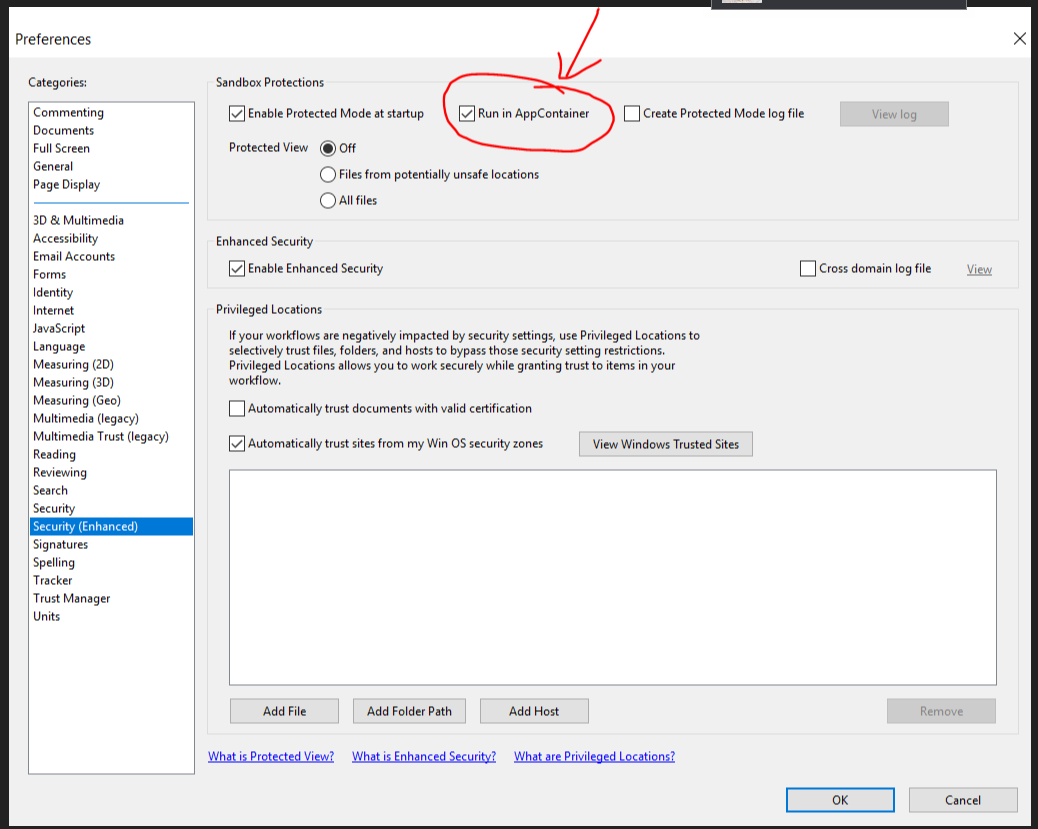 Preferences
Categories:
Commenting
Documents
Full Screen
General
Page Display
3D & Multimedia
Accessibility
Email Accounts
Forms
Identity
Internet
JavaScript
Language
Measuring (2D)
Measuring (3D)
Measuring (Geo)
Multimedia (legacy)
Multimedia Trust (legacy)
Reading
Reviewing
Search
Security
Security (Enhanced)
Signatures
Spelling
Tracker
Trust Manager
Units
Sandbox Protections
Enable Protected Mode at startup
Run in AppContainer
Create Protected Mode log file
View log
Protected View
Off
Files from potentially unsafe locations
All files
Enhanced Security
Enable Enhanced Security
Cross domain log file
View
Privileged Locations
If your workflows are negatively impacted by security settings, use Privileged Locations to
selectively trust files, folders, and hosts to bypass those security setting restrictions.
Privileged Locations allows you to work securely while granting trust to items in your
workflow.
Automatically trust documents with valid certification
Automatically trust sites from my Win OS security zones
View Windows Trusted Sites
Add File
Add Folder Path
Add Host
Remove
What is Protected View?
What is Enhanced Security?
What are Privileged Locations?
OK
Cancel